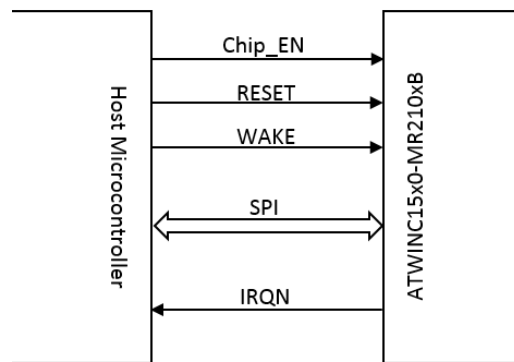 Host Microcontroller
Chip_EN
RESET
WAKE
SPI
IRQN
ATWINC15x0-MR210xB